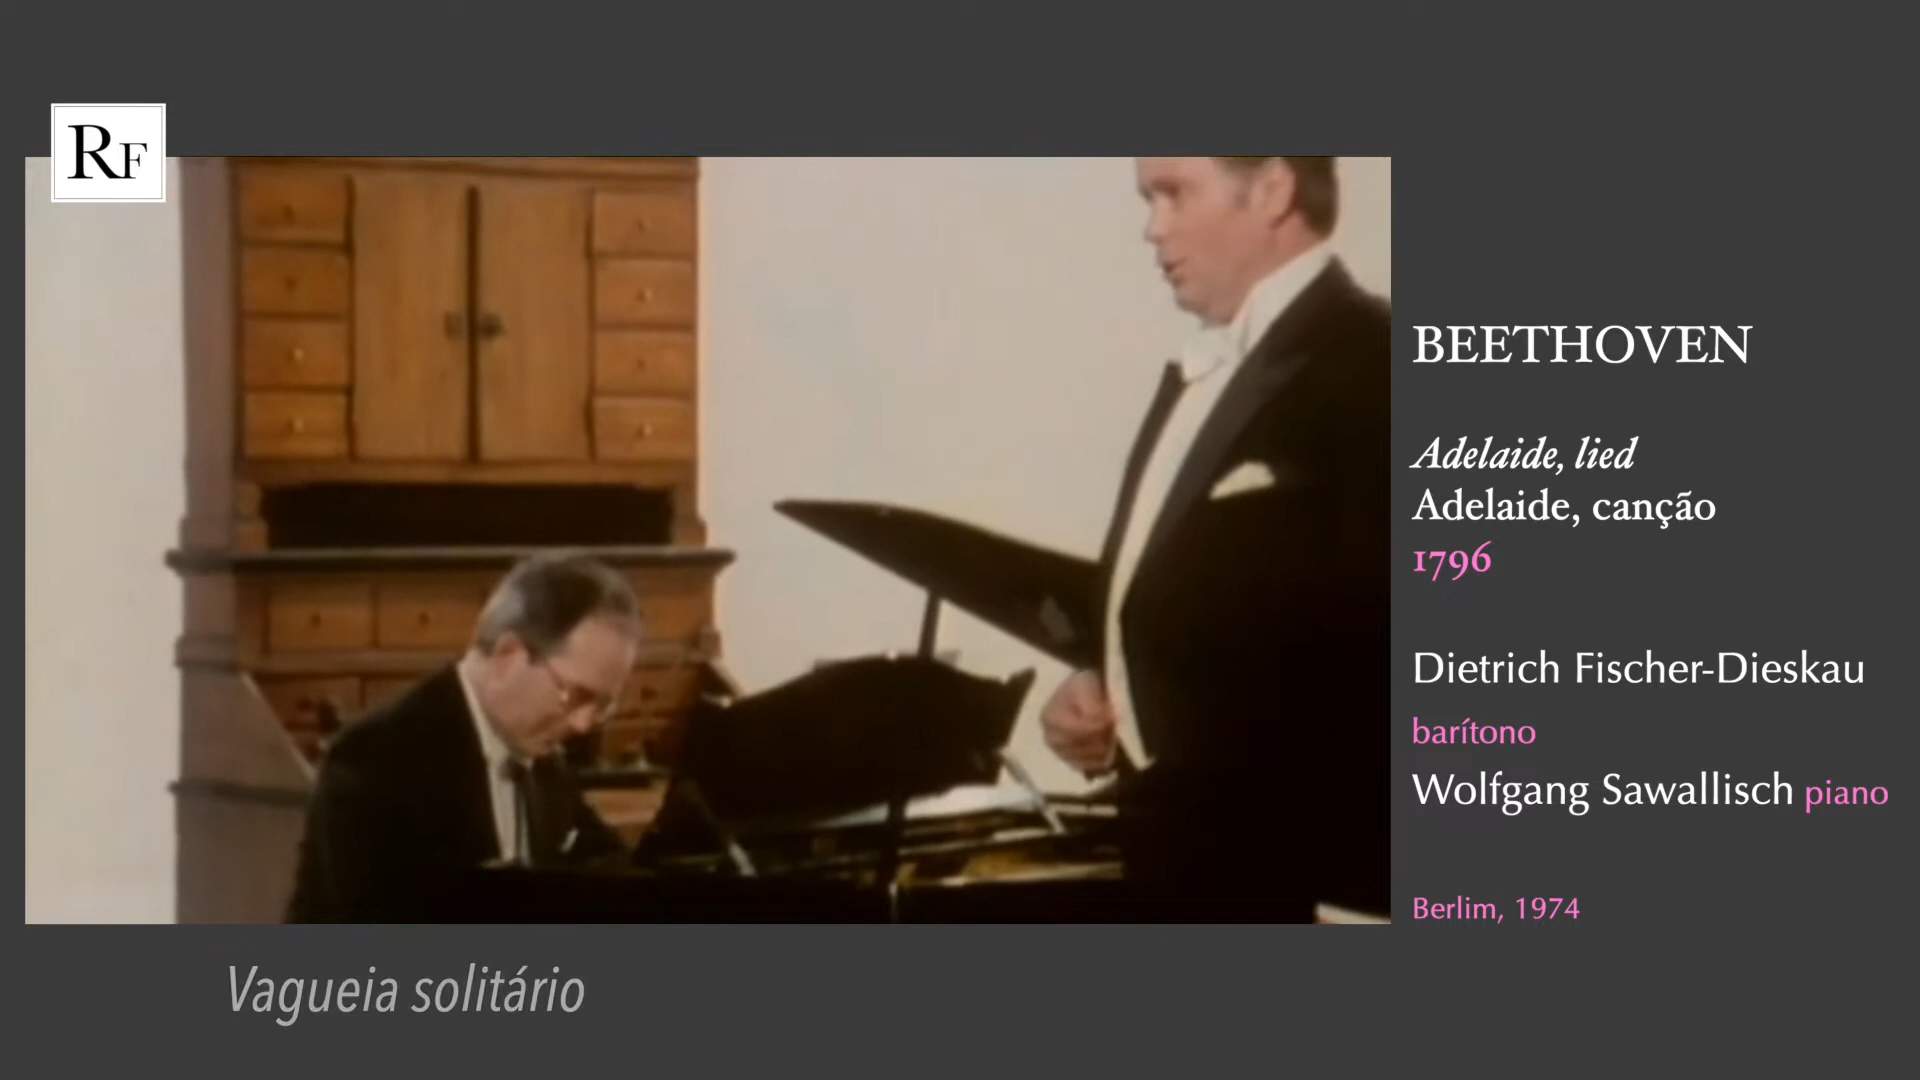 RF
BEETHOVEN
Adelaide, lied
Adelaide, canção
1796
Dietrich Fischer-Dieskau
barítono
Wolfgang Sawallisch piano
Berlim, 1974
Vagueia solitário